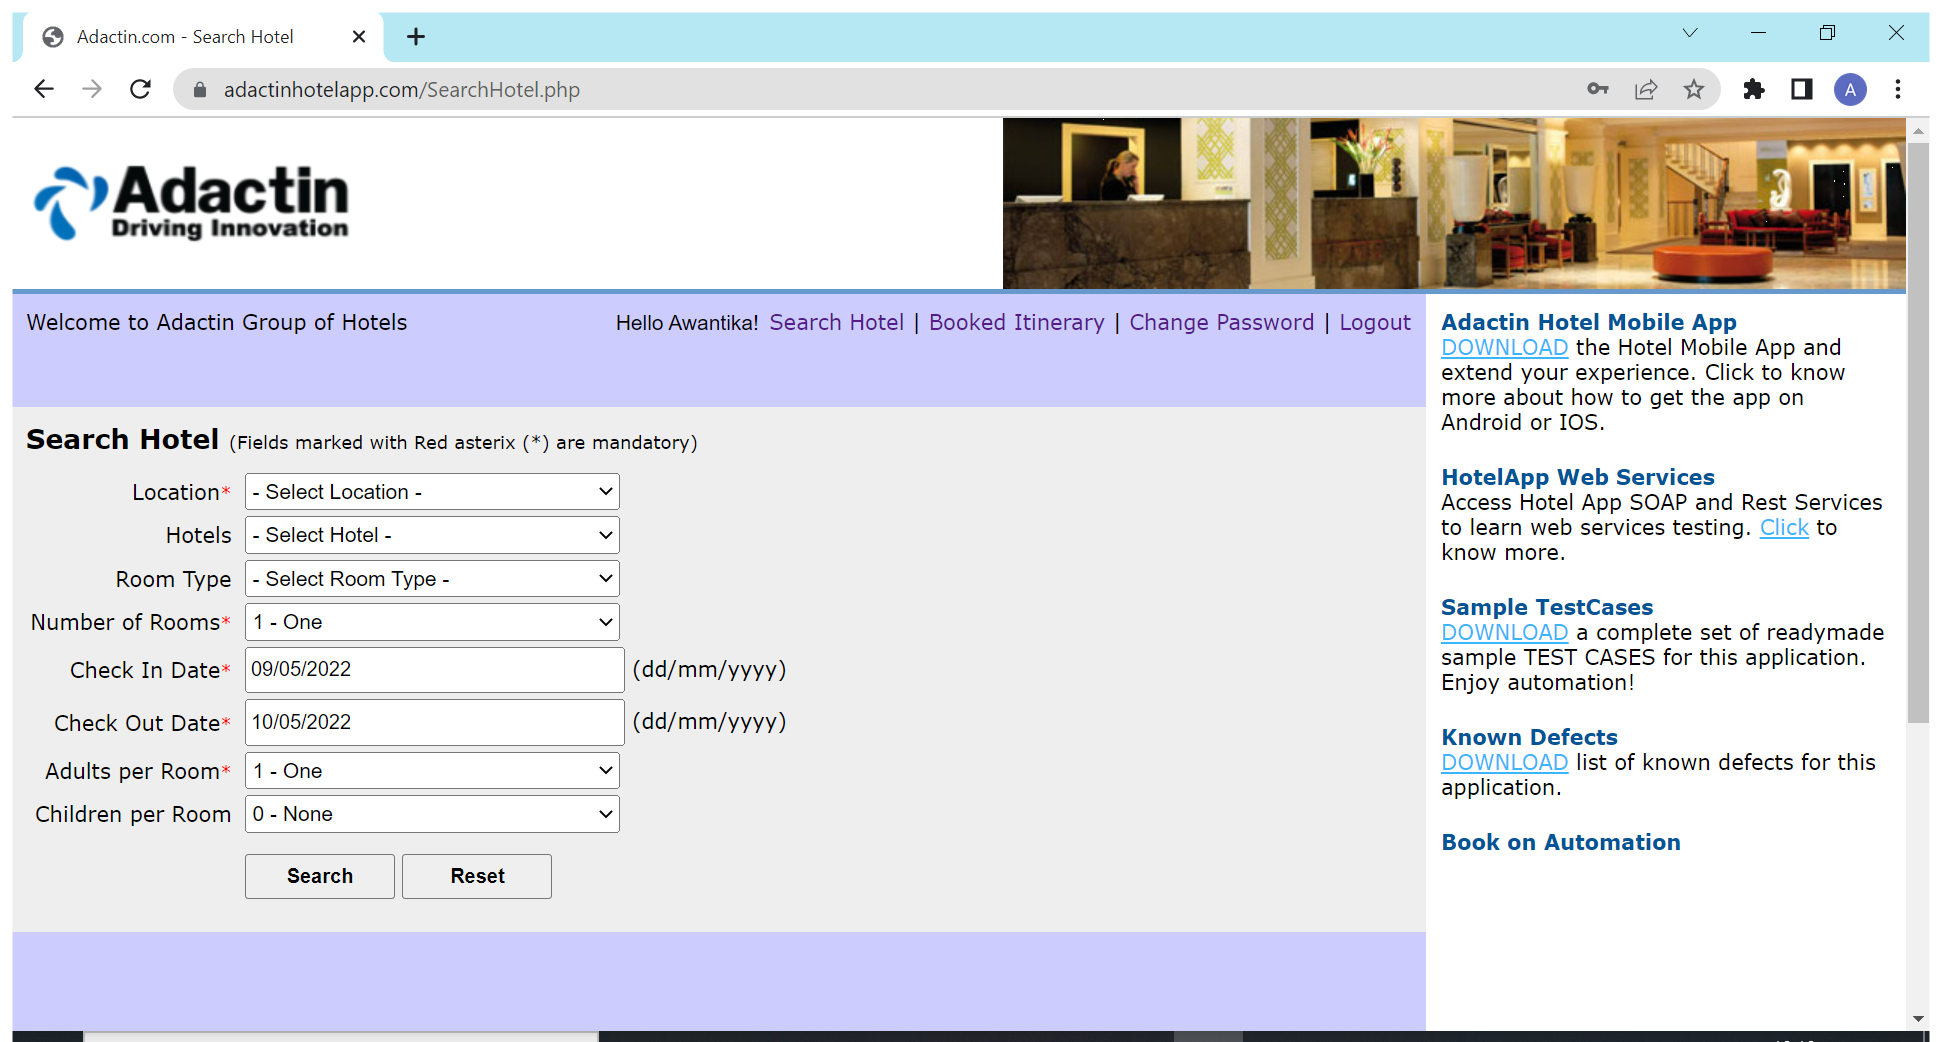 Adactin.com - Search Hotel
adactinhotelapp.com/SearchHotel.php
A
Adactin
Driving Innovation
Welcome to Adactin Group of Hotels
Hello Awantika! Search Hotel | Booked Itinerary | Change Password | Logout
Search Hotel (Fields marked with Red asterix (*) are mandatory)
Location* - Select Location -
Hotels - Select Hotel -
Room Type - Select Room Type -
Number of Rooms* 1 - One
Check In Date* 09/05/2022 (dd/mm/yyyy)
Check Out Date* 10/05/2022 (dd/mm/yyyy)
Adults per Room* 1 - One
Children per Room 0 - None
Search Reset
Adactin Hotel Mobile App
DOWNLOAD the Hotel Mobile App and
extend your experience. Click to know
more about how to get the app on
Android or IOS.
HotelApp Web Services
Access Hotel App SOAP and Rest Services
to learn web services testing. Click to
know more.
Sample TestCases
DOWNLOAD a complete set of readymade
sample TEST CASES for this application.
Enjoy automation!
Known Defects
DOWNLOAD list of known defects for this
application.
Book on Automation